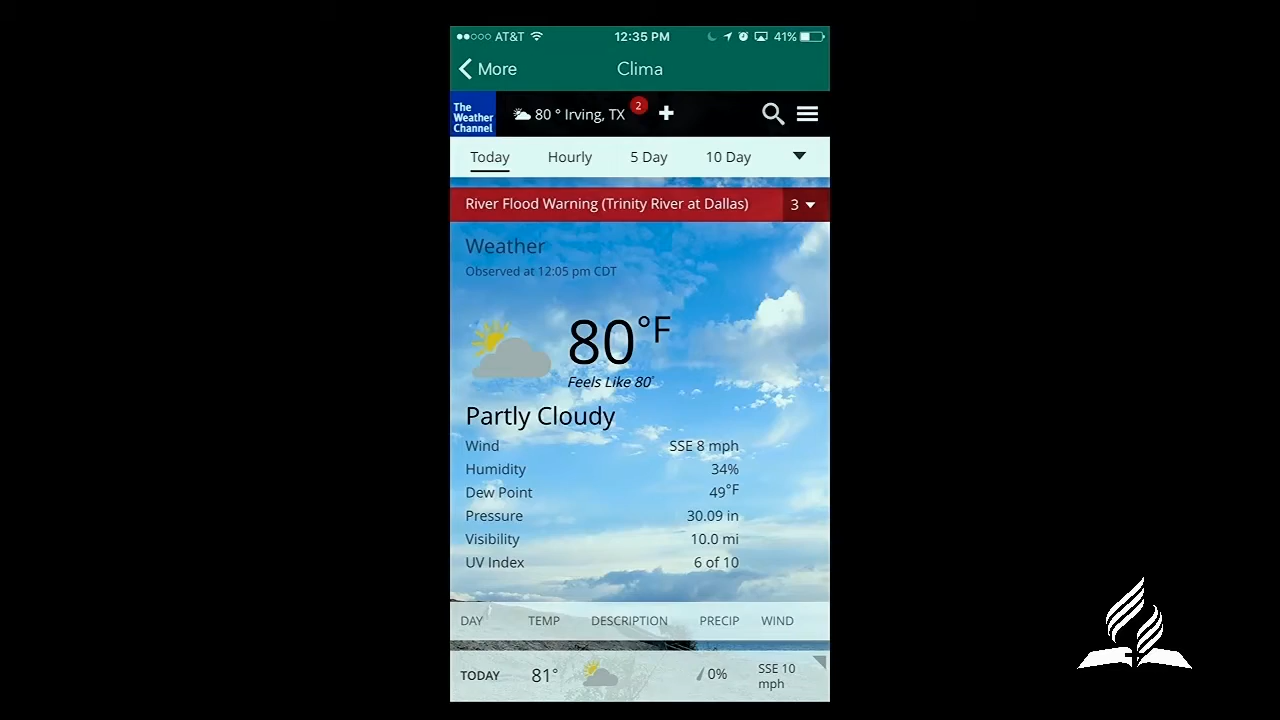 AT&T 12:35 PM 41%
More Clima
The
Weather
Channel
80 ° Irving, TX 2
Today Hourly 5 Day 10 Day
River Flood Warning (Trinity River at Dallas) 3
Weather
Observed at 12:05 pm CDT
80°F
Feels Like 80°
Partly Cloudy
Wind SSE 8 mph
Humidity 34%
Dew Point 49°F
Pressure 30.09 in
Visibility 10.0 mi
UV Index 6 of 10
DAY TEMP DESCRIPTION PRECIP WIND
TODAY 81° 0% SSE 10
mph